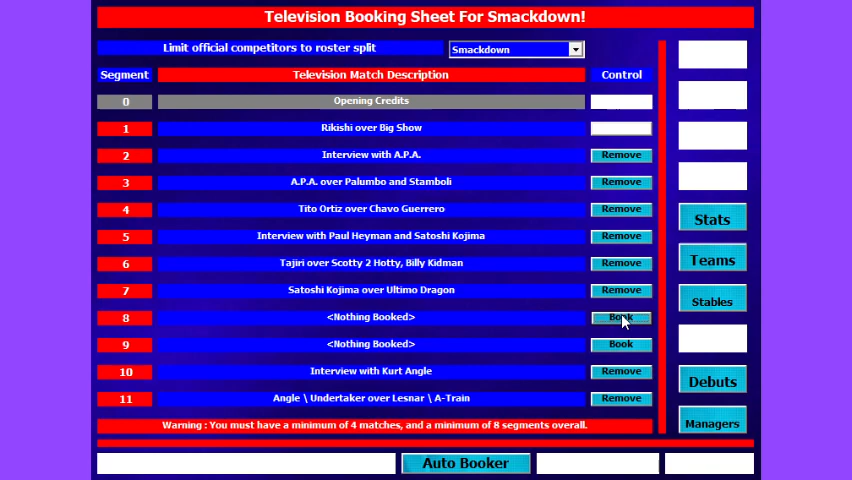 Television Booking Sheet For Smackdown!
Limit official competitors to roster split Smackdown
Segment Television Match Description Control
0 Opening Credits
1 Rikishi over Big Show
2 Interview with A.P.A. Remove
3 A.P.A. over Palumbo and Stamboli Remove
4 Tito Ortiz over Chavo Guerrero Remove
5 Interview with Paul Heyman and Satoshi Kojima Remove
6 Tajiri over Scotty 2 Hotty, Billy Kidman Remove
7 Satoshi Kojima over Ultimo Dragon Remove
8 <Nothing Booked> Book
9 <Nothing Booked> Book
10 Interview with Kurt Angle Remove
11 Angle \ Undertaker over Lesnar \ A-Train Remove
Warning : You must have a minimum of 4 matches, and a minimum of 8 segments overall.
Stats
Teams
Stables
Debuts
Managers
Auto Booker